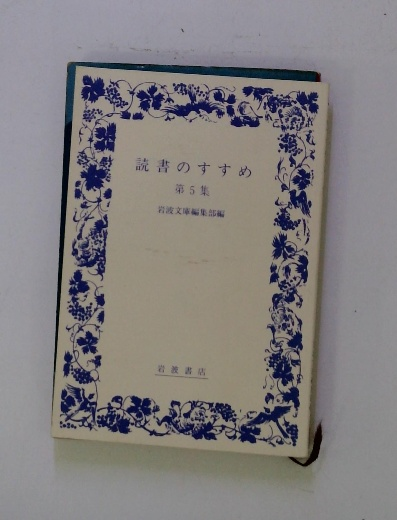 読書のすすめ
第5集
岩波文庫編集部編
岩波書店